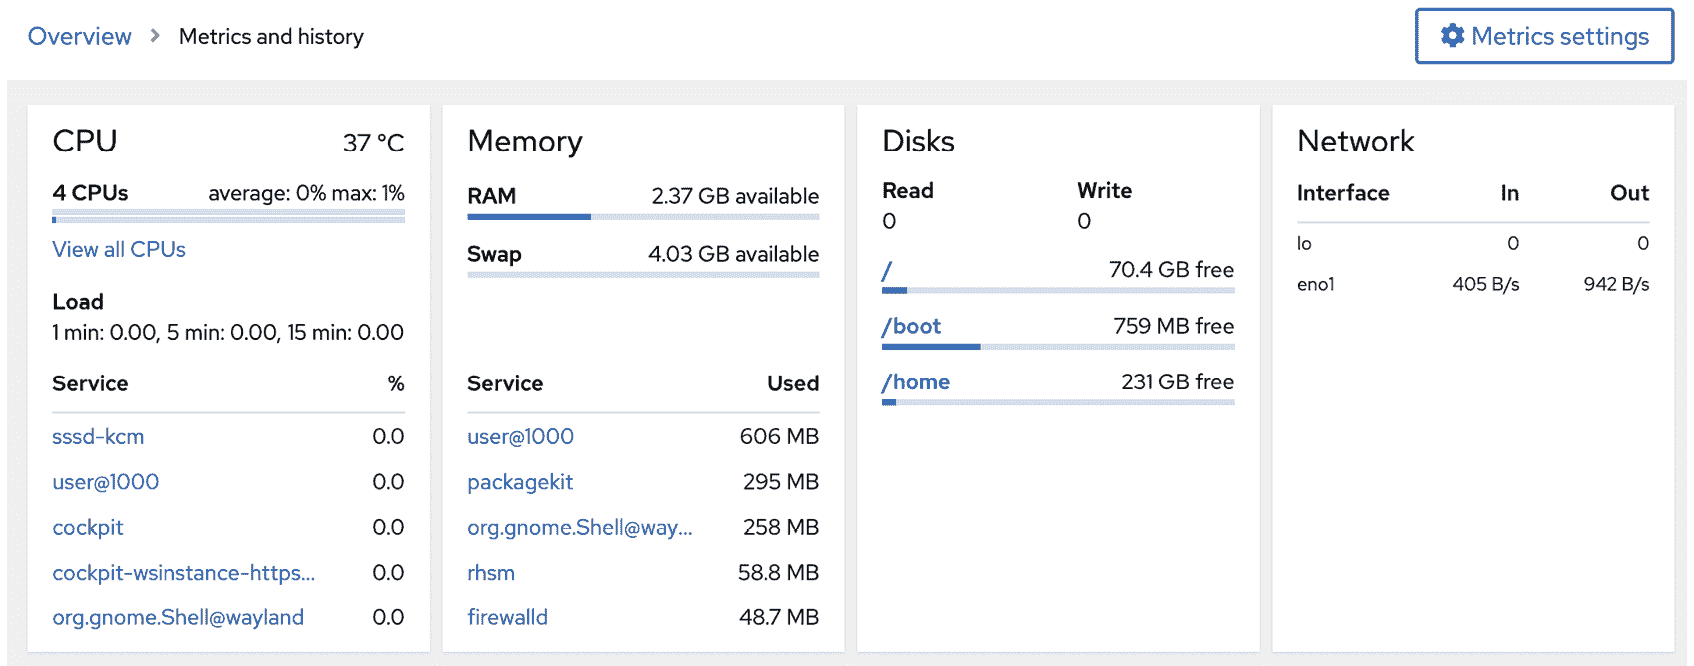 Overview > Metrics and history
Metrics settings
CPU 37 °C
4 CPUs average: 0% max: 1%
View all CPUs
Load
1 min: 0.00, 5 min: 0.00, 15 min: 0.00
Service %
sssd-kcm 0.0
user@1000 0.0
cockpit 0.0
cockpit-wsinstance-https... 0.0
org.gnome.Shell@wayland 0.0
Memory
RAM 2.37 GB available
Swap 4.03 GB available
Service Used
user@1000 606 MB
packagekit 295 MB
org.gnome.Shell@way... 258 MB
rhsm 58.8 MB
firewalld 48.7 MB
Disks
Read Write
0 0
/ 70.4 GB free
/boot 759 MB free
/home 231 GB free
Network
Interface In Out
lo 0 0
eno1 405 B/s 942 B/s